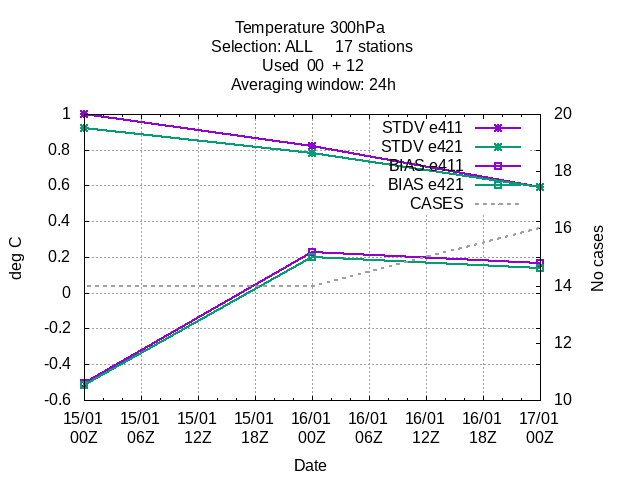 Temperature 300hPa
Selection: ALL 17 stations
Used 00 + 12
Averaging window: 24h
1
0.8
0.6
0.4
0.2
0
-0.2
-0.4
-0.6
deg C
STDV e411
STDV e421
BIAS e411
BIAS e421
CASES
20
18
16
14
12
10
No cases
15/01 15/01 15/01 15/01 16/01 16/01 16/01 16/01 17/01
00Z 06Z 12Z 18Z 00Z 06Z 12Z 18Z 00Z
Date